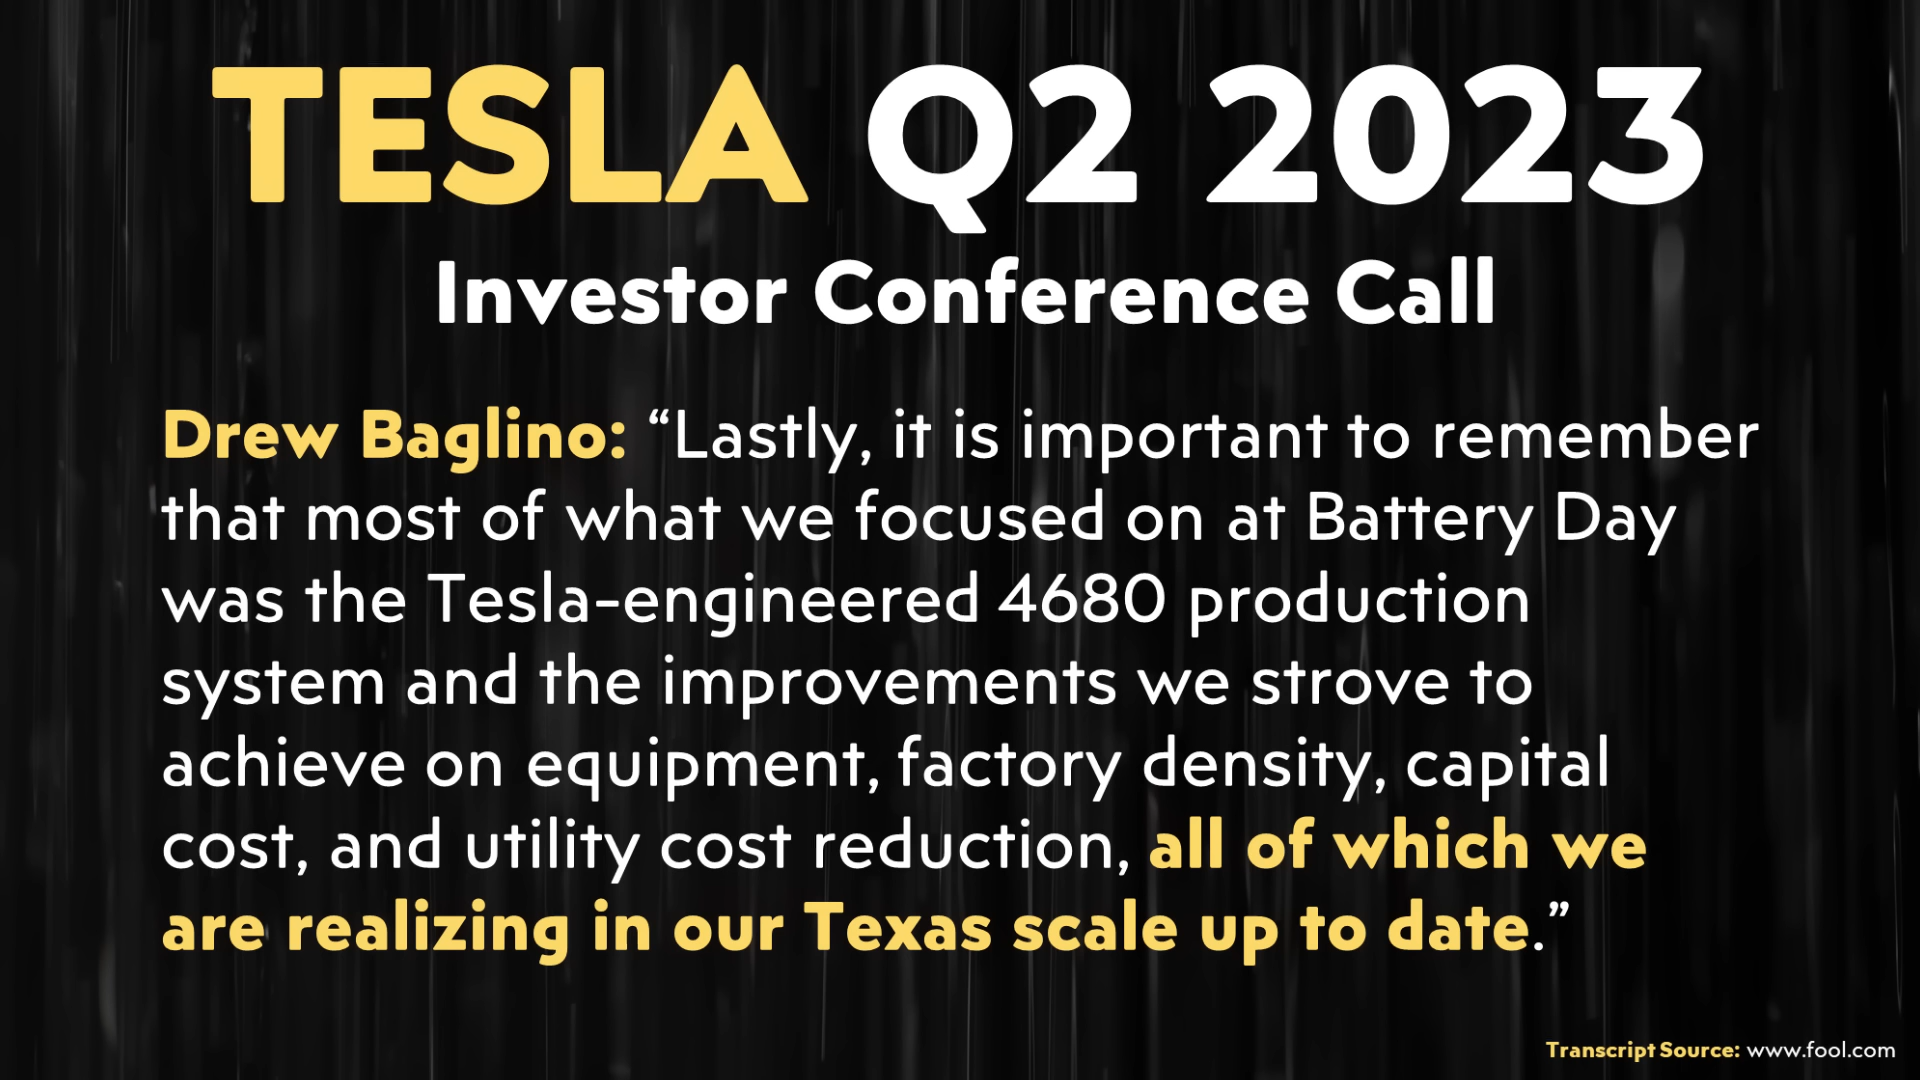 TESLA Q2 2023
Investor Conference Call
Drew Baglino: “Lastly, it is important to remember
that most of what we focused on at Battery Day
was the Tesla-engineered 4680 production
system and the improvements we strove to
achieve on equipment, factory density, capital
cost, and utility cost reduction, all of which we
are realizing in our Texas scale up to date.”
Transcript Source: www.fool.com